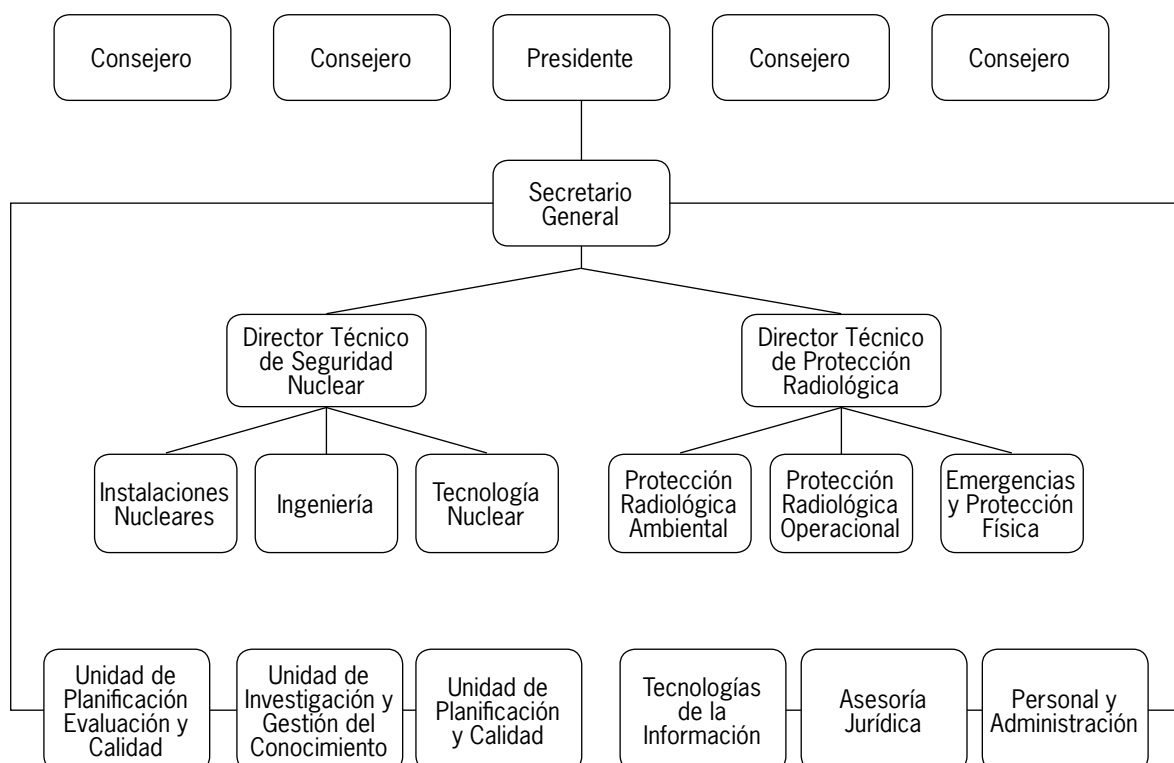 Consejero
Consejero
Presidente
Consejero
Consejero
Secretario
General
Director Técnico
de Seguridad
Nuclear
Director Técnico
de Protección
Radiológica
Instalaciones
Nucleares
Ingeniería
Tecnología
Nuclear
Protección
Radiológica
Ambiental
Protección
Radiológica
Operacional
Emergencias
y Protección
Física
Unidad de
Planificación
Evaluación y
Calidad
Unidad de
Investigación y
Gestión del
Conocimiento
Unidad de
Planificación
y Calidad
Tecnologías
de la
Información
Asesoría
Jurídica
Personal y
Administración